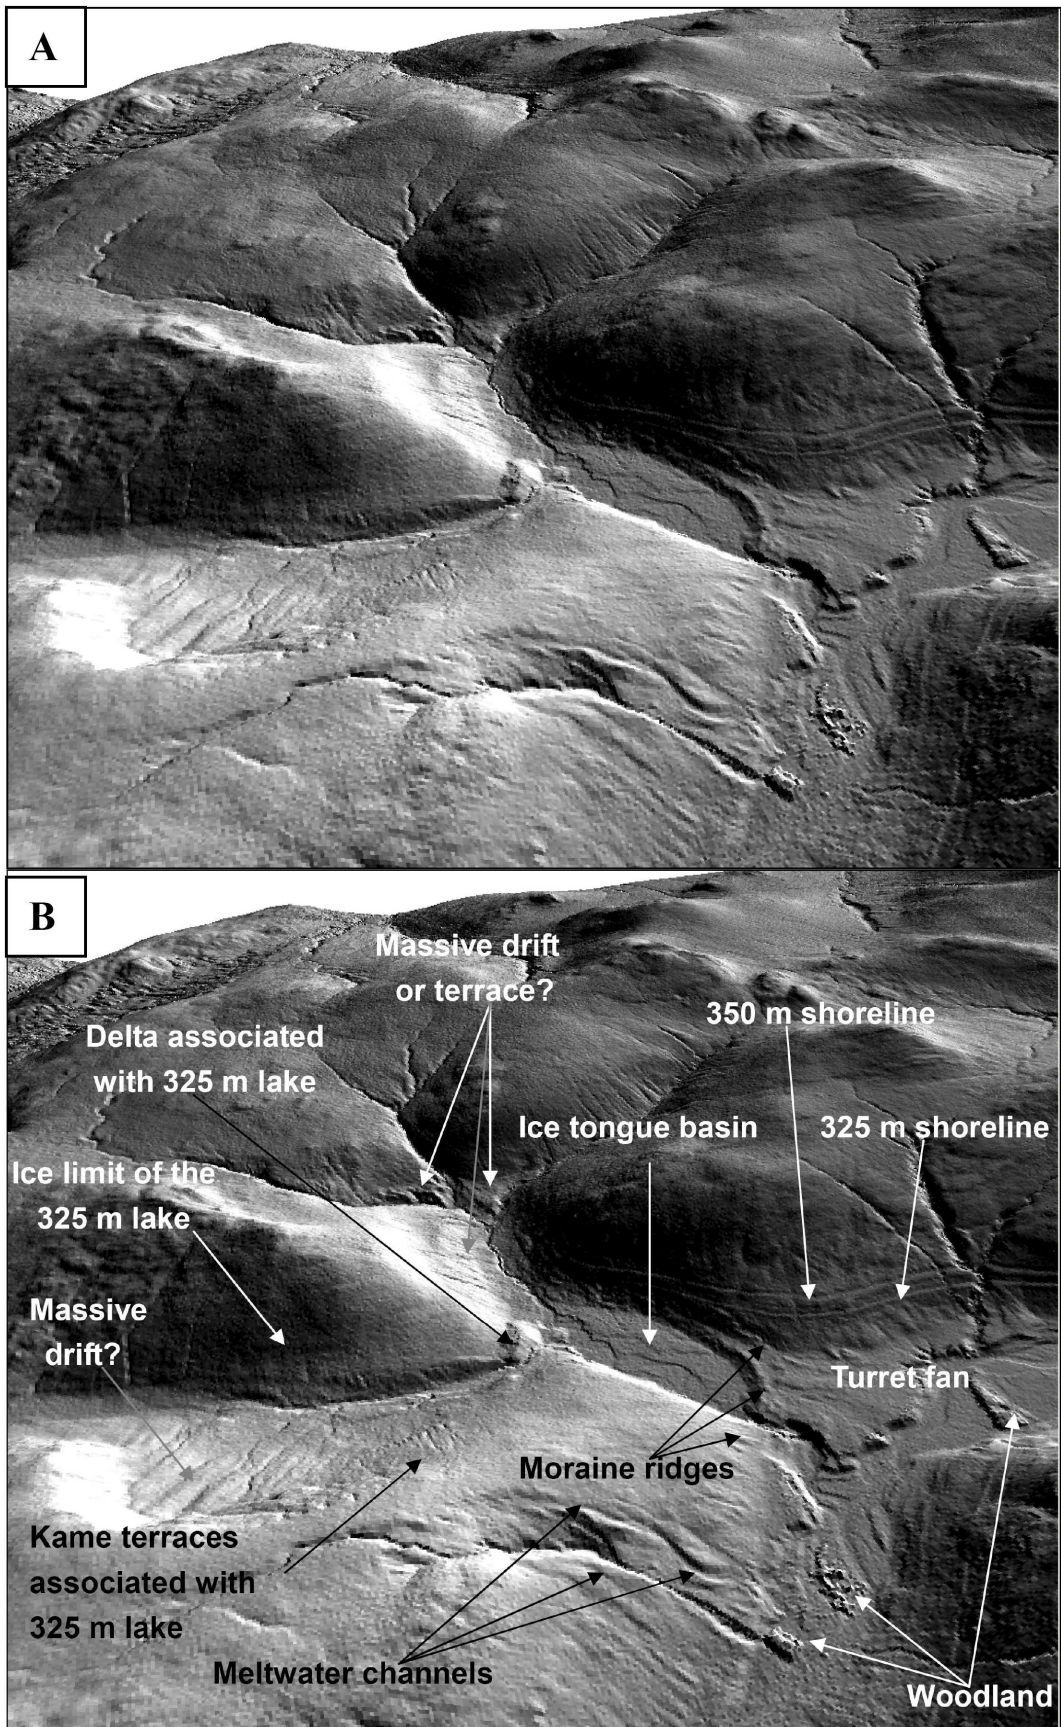 A
B
Massive drift
or terrace?
350 m shoreline
Delta associated
with 325 m lake
Ice tongue basin
325 m shoreline
Ice limit of the
325 m lake
Massive
drift?
Turret fan
Moraine ridges
Kame terraces
associated with
325 m lake
Meltwater channels
Woodland